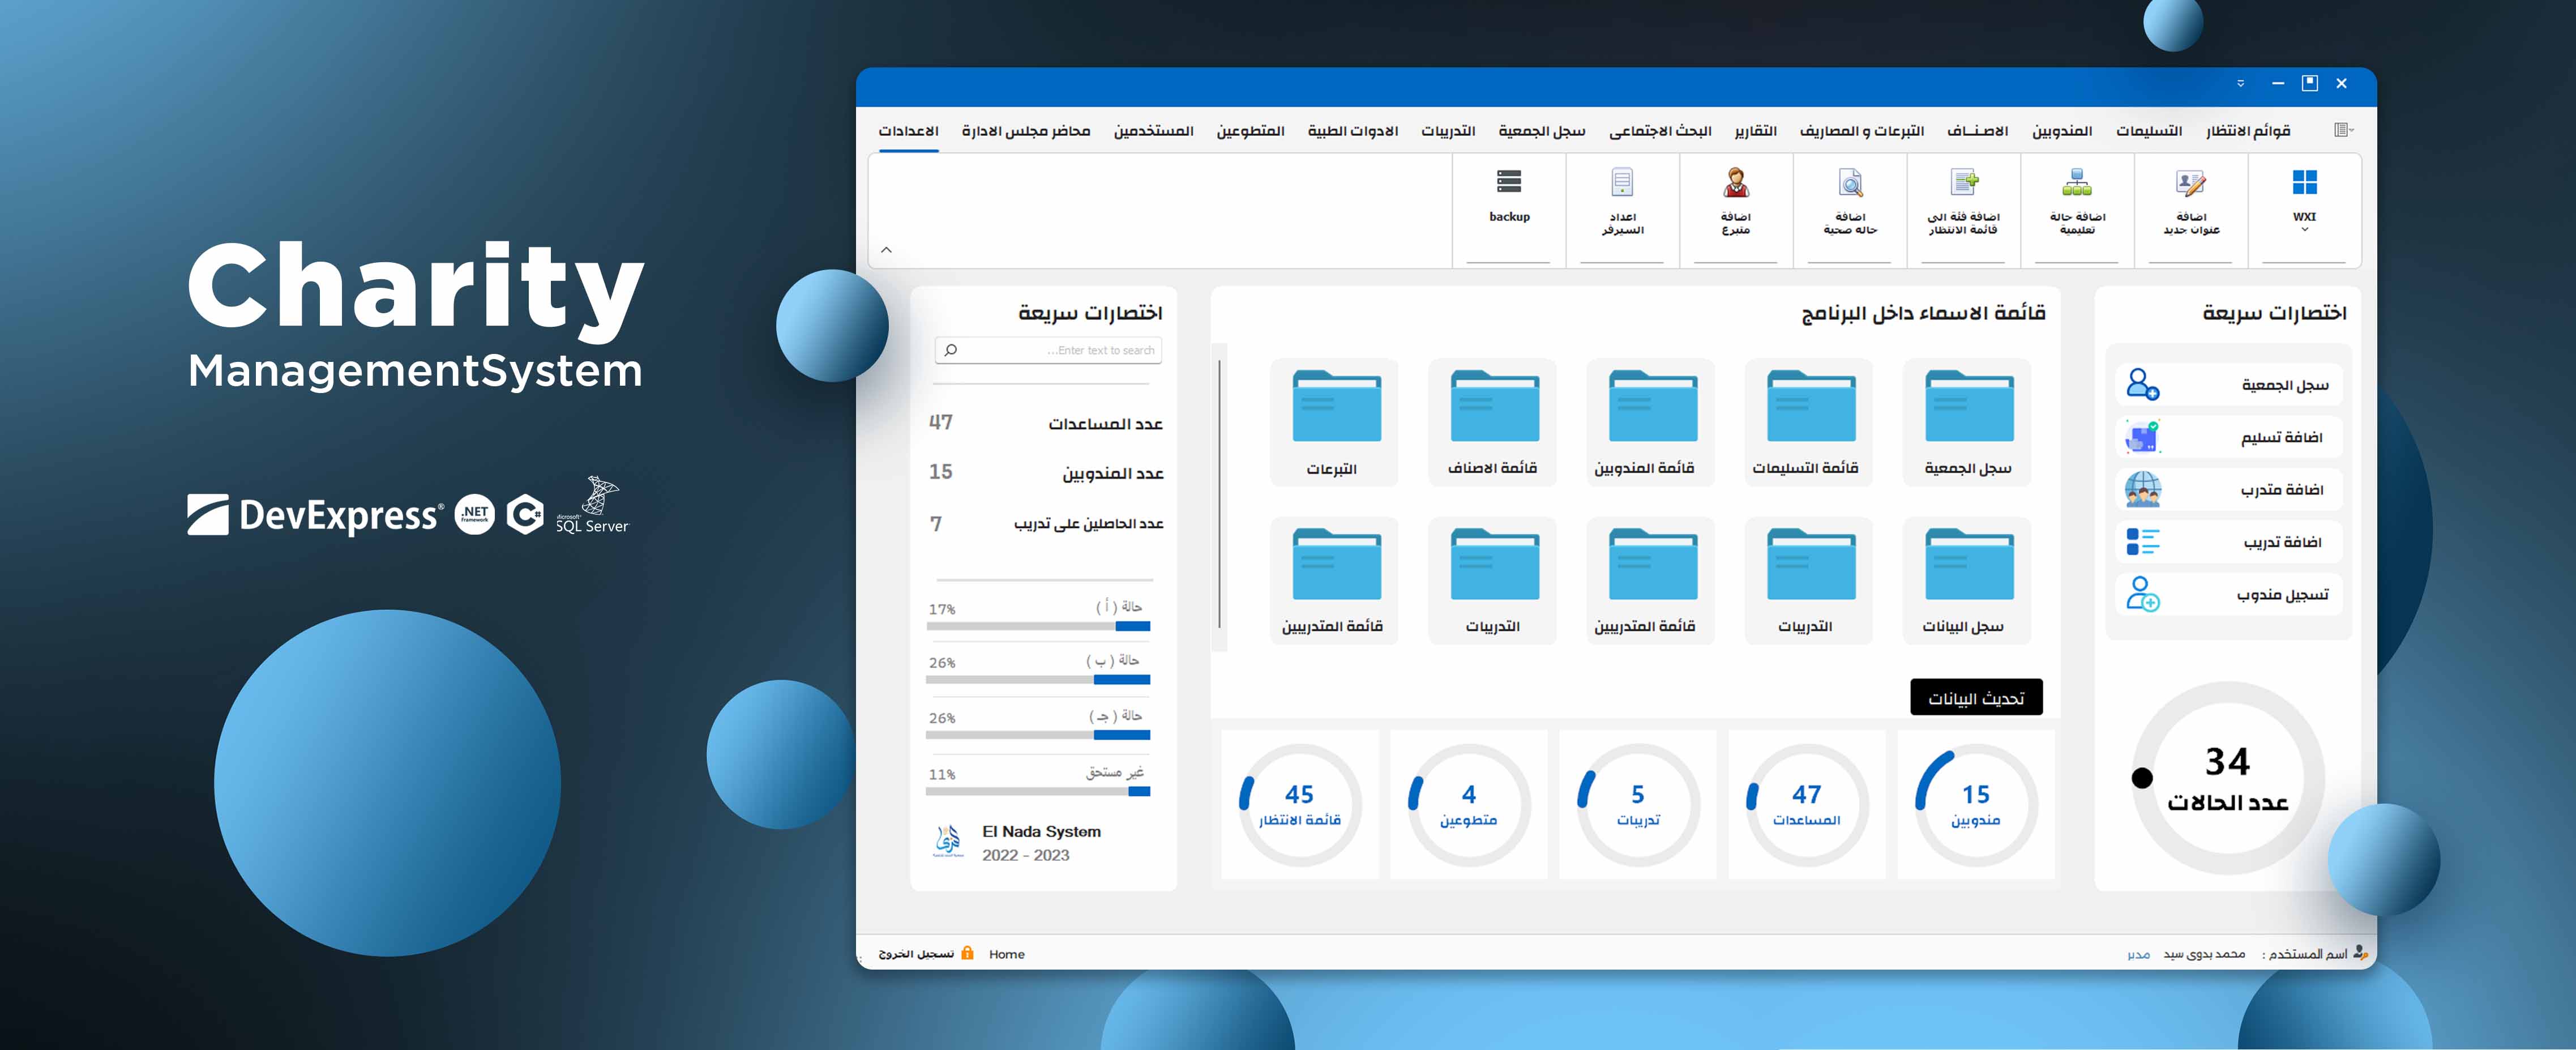 Charity
ManagementSystem
DevExpress®
.NET
Framework
C#
Microsoft
SQL Server
قوائم الانتظار
التسليمات
المندوبين
الاصنــاف
التبرعات و المصاريف
التقارير
البحث الاجتماعى
سجل الجمعية
التدريبات
الادوات الطبية
المتطوعين
المستخدمين
محاضر مجلس الادارة
الاعدادات
WXI
اضافة
عنوان جديد
اضافة حالة
تعليمية
اضافة فئة الى
قائمة الانتظار
اضافة
حاله صحية
اضافة
متبرع
اعداد
السيرفر
backup
اختصارات سريعة
سجل الجمعية
اضافة تسليم
اضافة متدرب
اضافة تدريب
تسجيل مندوب
34
عدد الحالات
قائمة الاسماء داخل البرنامج
سجل الجمعية
قائمة التسليمات
قائمة المندوبين
قائمة الاصناف
التبرعات
سجل البيانات
التدريبات
قائمة المتدريبين
التدريبات
قائمة المتدريبين
تحديث البيانات
15
مندوبين
47
المساعدات
5
تدريبات
4
متطوعين
45
قائمة الانتظار
اختصارات سريعة
Enter text to search...
عدد المساعدات 47
عدد المندوبين 15
عدد الحاصلين على تدريب 7
حالة ( أ ) 17%
حالة ( ب ) 26%
حالة ( جـ ) 26%
غير مستحق 11%
El Nada System
2022 - 2023
اسم المستخدم : محمد بدوى سيد مدير
Home
تسجيل الخروج